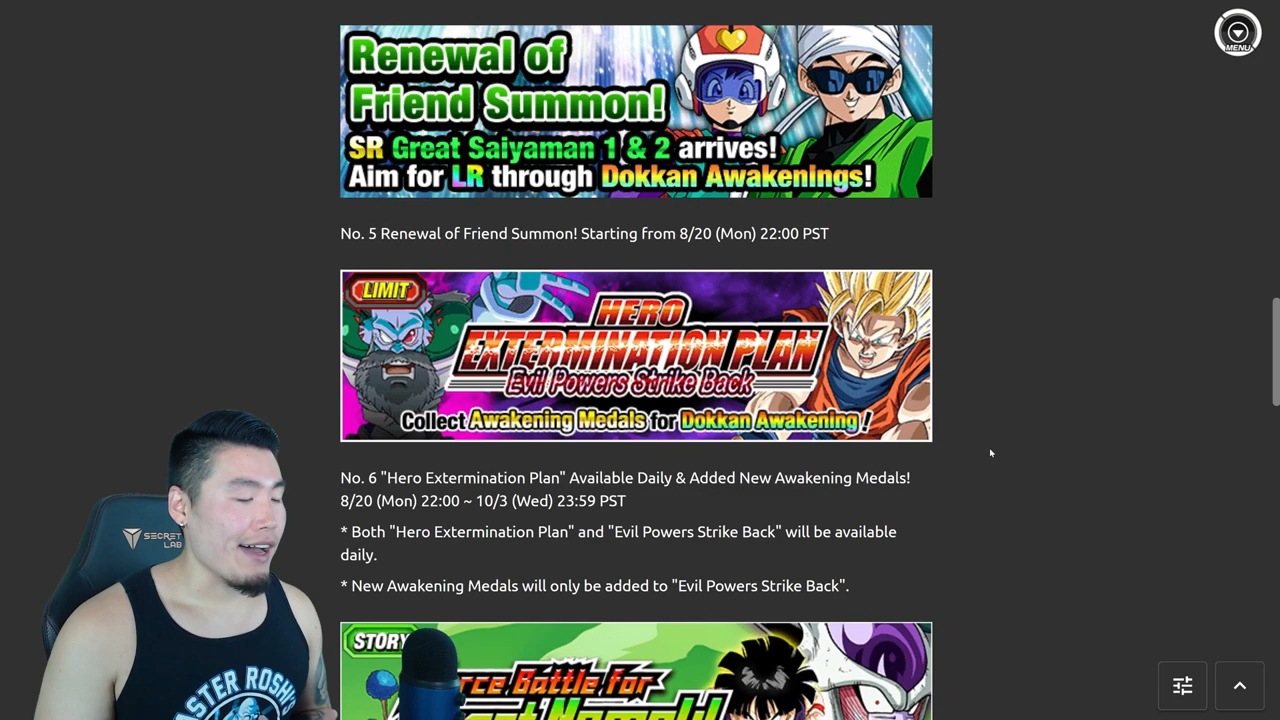 MENU
Renewal of
Friend Summon!
SR Great Saiyaman 1 & 2 arrives!
Aim for LR through Dokkan Awakenings!
No. 5 Renewal of Friend Summon! Starting from 8/20 (Mon) 22:00 PST
LIMIT
HERO
EXTERMINATION PLAN
Evil Powers Strike Back
Collect Awakening Medals for Dokkan Awakening!
No. 6 "Hero Extermination Plan" Available Daily & Added New Awakening Medals!
8/20 (Mon) 22:00 ~ 10/3 (Wed) 23:59 PST
* Both "Hero Extermination Plan" and "Evil Powers Strike Back" will be available
daily.
* New Awakening Medals will only be added to "Evil Powers Strike Back".
STORY
Battle for
SECRET
LAB